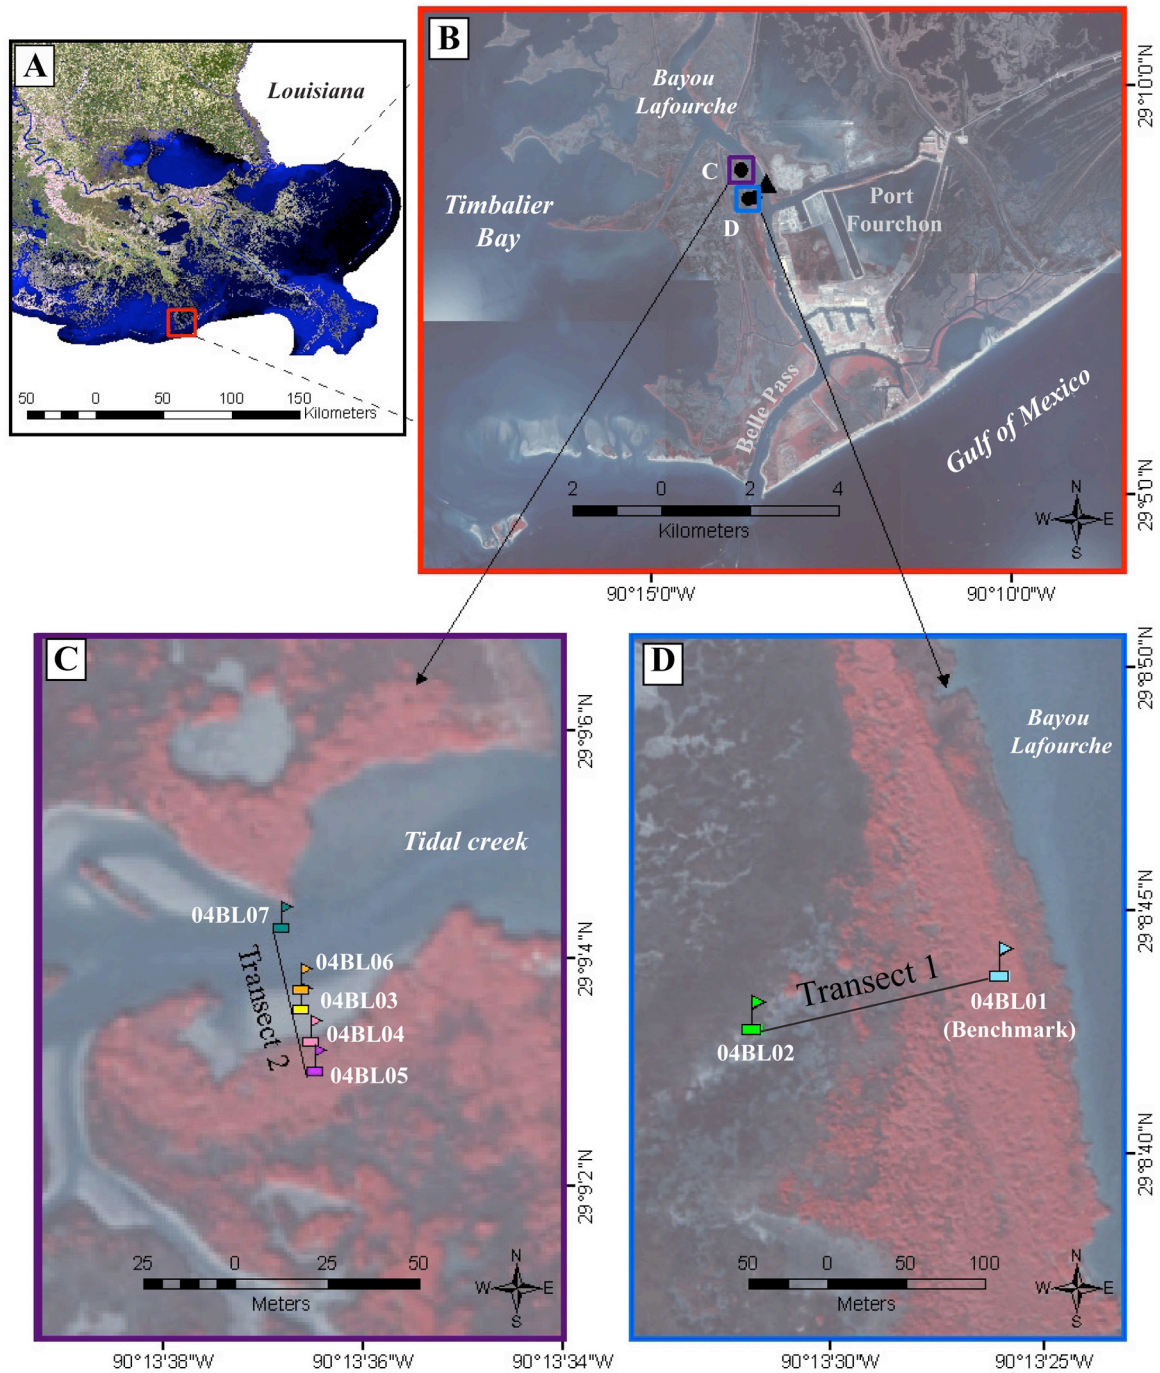 A
Louisiana
50 0 50 100 150
Kilometers
B
Bayou
Lafourche
C
D
Timbalier
Bay
Port
Fourchon
Belle Pass
Gulf of Mexico
2 0 2 4
Kilometers
N
W E
S
29°10'0"N
29°5'0"N
90°15'0"W 90°10'0"W
C
Tidal creek
04BL07
04BL06
04BL03
04BL04
04BL05
Transect 2
25 0 25 50
Meters
N
W E
S
29°9'6"N
29°9'4"N
29°9'2"N
90°13'38"W 90°13'36"W 90°13'34"W
D
Bayou
Lafourche
Transect 1
04BL01
(Benchmark)
04BL02
50 0 50 100
Meters
N
W E
S
29°8'50"N
29°8'45"N
29°8'40"N
90°13'30"W 90°13'25"W